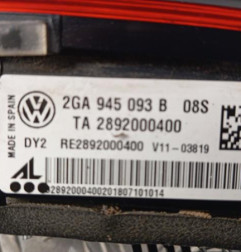 MADE IN SPAIN
2GA 945 093 B 08S
TA 2892000400
DY2 RE2892000400 V11-03819
AL
2892000400201807101014